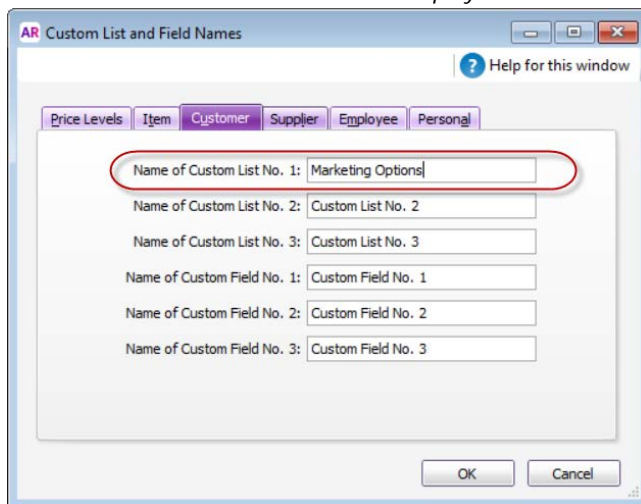 AR Custom List and Field Names
? Help for this window
Price Levels Item Customer Supplier Employee Personal
Name of Custom List No. 1: Marketing Options
Name of Custom List No. 2: Custom List No. 2
Name of Custom List No. 3: Custom List No. 3
Name of Custom Field No. 1: Custom Field No. 1
Name of Custom Field No. 2: Custom Field No. 2
Name of Custom Field No. 3: Custom Field No. 3
OK Cancel